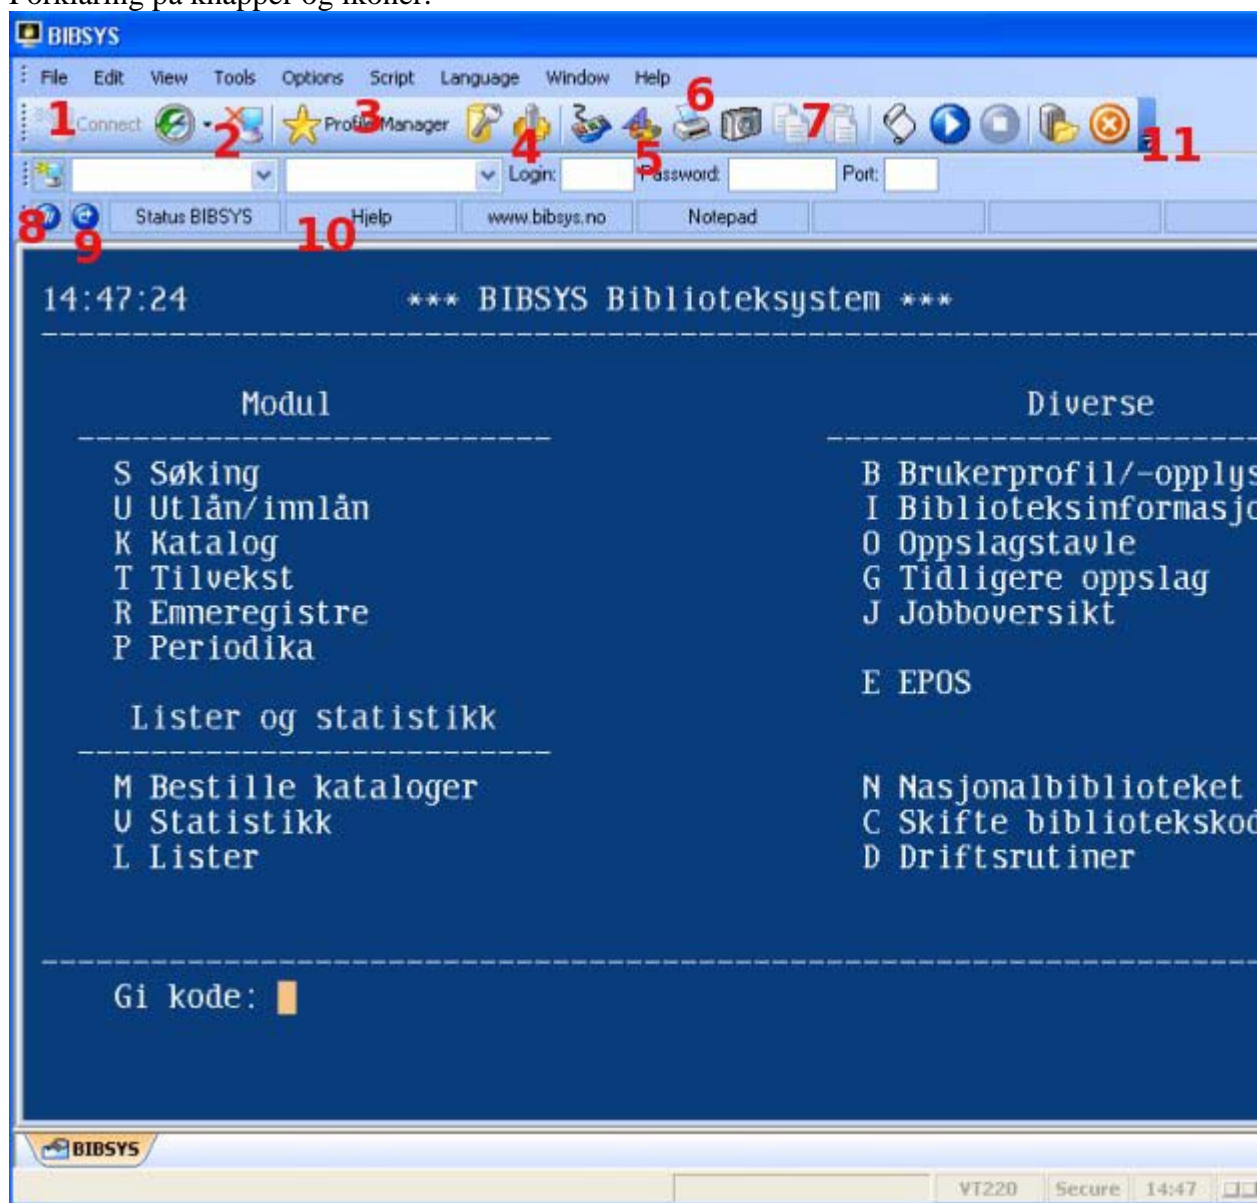 Forklaring på knapper og ikoner:
BIBSYS
File Edit View Tools Options Script Language Window Help
1 Connect 2 3 Profile Manager 4 5 6 7 11
Login: Password: Port:
8 9 Status BIBSYS 10 Hjelp www.bibsys.no Notepad
14:47:24 *** BIBSYS Biblioteksystem ***
Modul Diverse
S Søking B Brukerprofil/-opplys
U Utlån/innlån I Biblioteksinformasjo
K Katalog O Oppslagstavle
T Tilvekst G Tidligere oppslag
R Emneregistre J Jobboversikt
P Periodika
E EPOS
Lister og statistikk
M Bestille kataloger N Nasjonalbiblioteket
V Statistikk C Skifte bibliotekskod
L Lister D Driftsrutiner
Gi kode:
BIBSYS
VT220 Secure 14:47